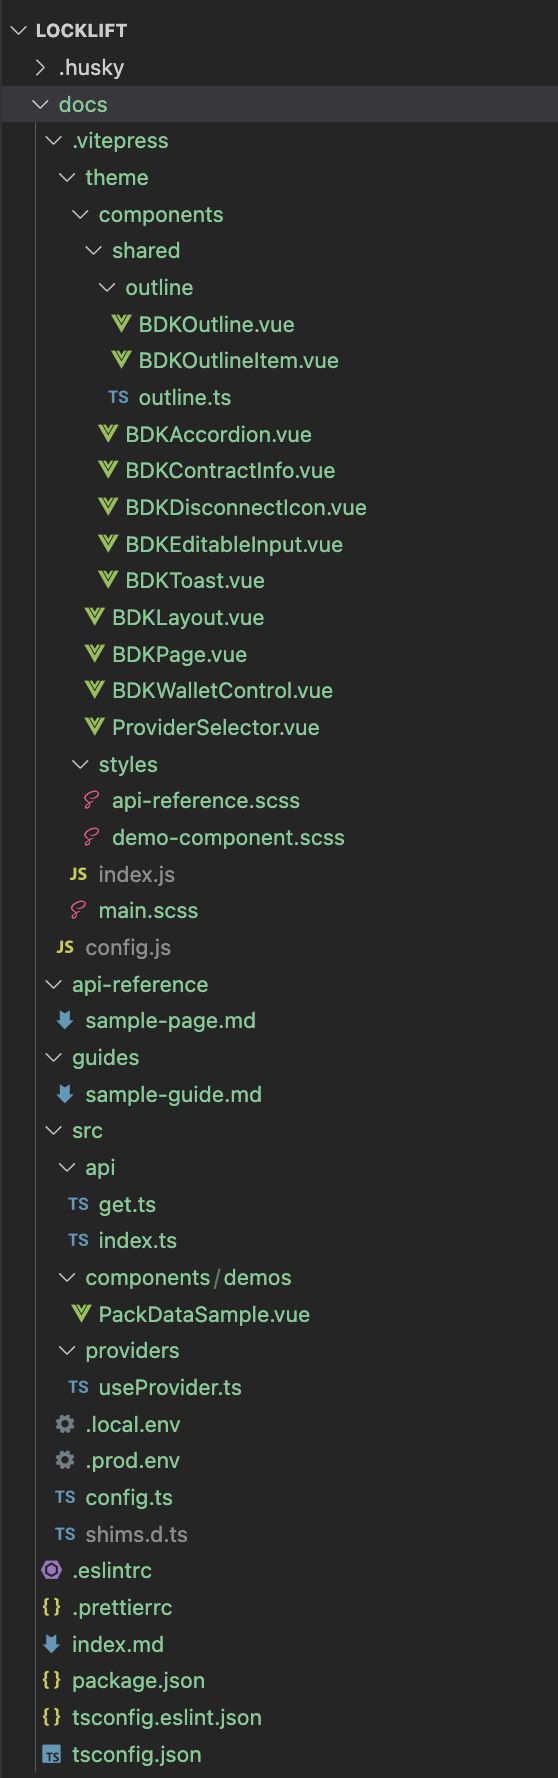 LOCKLIFT
.husky
docs
.vitepress
theme
components
shared
outline
BDKOutline.vue
BDKOutlineItem.vue
TS outline.ts
BDKAccordion.vue
BDKContractInfo.vue
BDKDisconnectIcon.vue
BDKEditableInput.vue
BDKToast.vue
BDKLayout.vue
BDKPage.vue
BDKWalletControl.vue
ProviderSelector.vue
styles
api-reference.scss
demo-component.scss
JS index.js
main.scss
JS config.js
api-reference
sample-page.md
guides
sample-guide.md
src
api
TS get.ts
TS index.ts
components/demos
PackDataSample.vue
providers
TS useProvider.ts
.local.env
.prod.env
TS config.ts
TS shims.d.ts
.eslintrc
{} .prettierrc
index.md
{} package.json
{} tsconfig.eslint.json
TS tsconfig.json